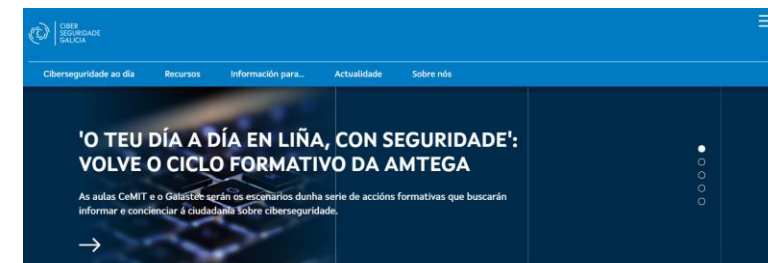 CIBER
SEGURIDADE
GALICIA
Ciberseguridade ao día Recursos Información para... Actualidade Sobre nós
'O TEU DÍA A DÍA EN LIÑA, CON SEGURIDADE':
VOLVE O CICLO FORMATIVO DA AMTEGA
As aulas CeMIT e o Galastec serán os escenarios dunha serie de accións formativas que buscarán
informar e concienciar á cidadanía sobre ciberseguridade.